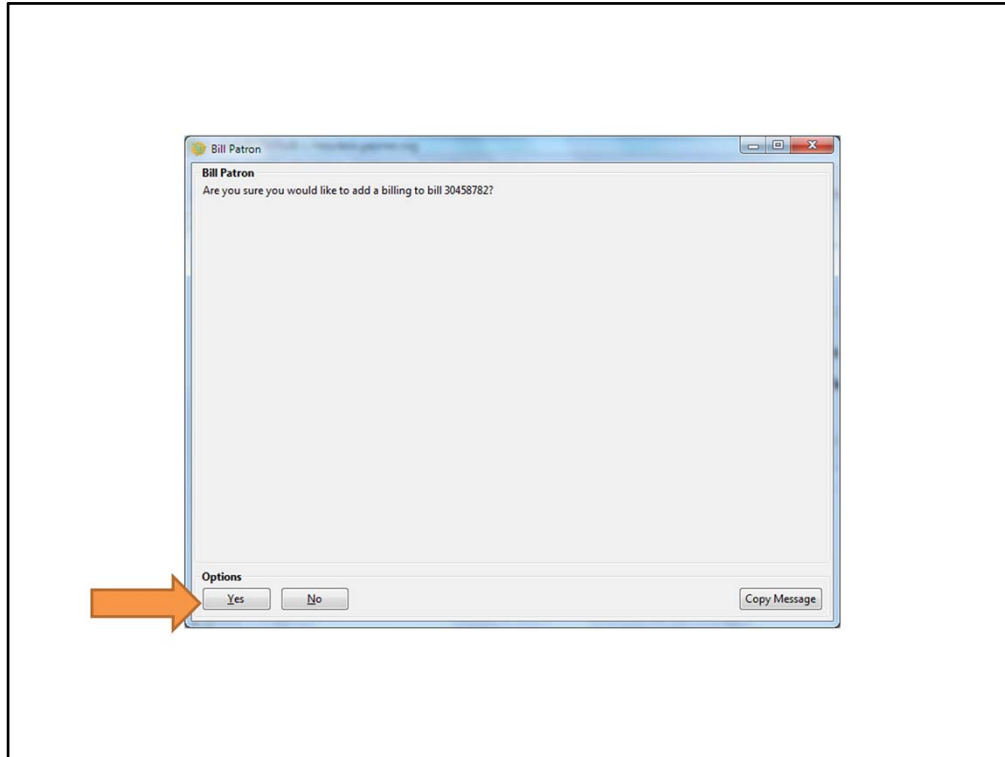 Bill Patron
Bill Patron
Are you sure you would like to add a billing to bill 30458782?
Options
Yes No Copy Message